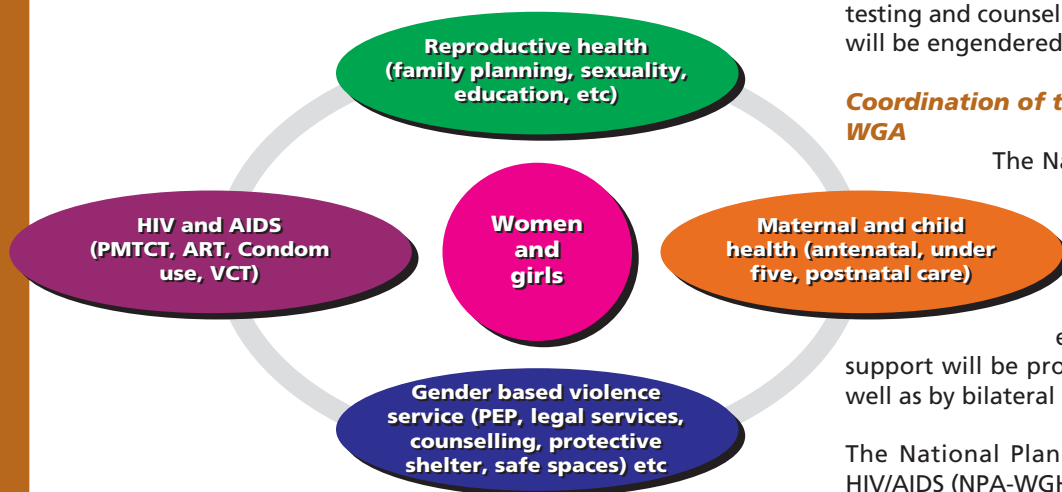 Reproductive health
(family planning, sexuality,
education, etc)
HIV and AIDS
(PMTCT, ART, Condom
use, VCT)
Women
and
girls
Maternal and child
health (antenatal, under
five, postnatal care)
Gender based violence
service (PEP, legal services,
counselling, protective
shelter, safe spaces) etc
testing and counsel
will be engendered
Coordination of t
WGA
The Na
e
support will be pro
well as by bilateral
The National Plan
HIV/AIDS (NPA-WGH